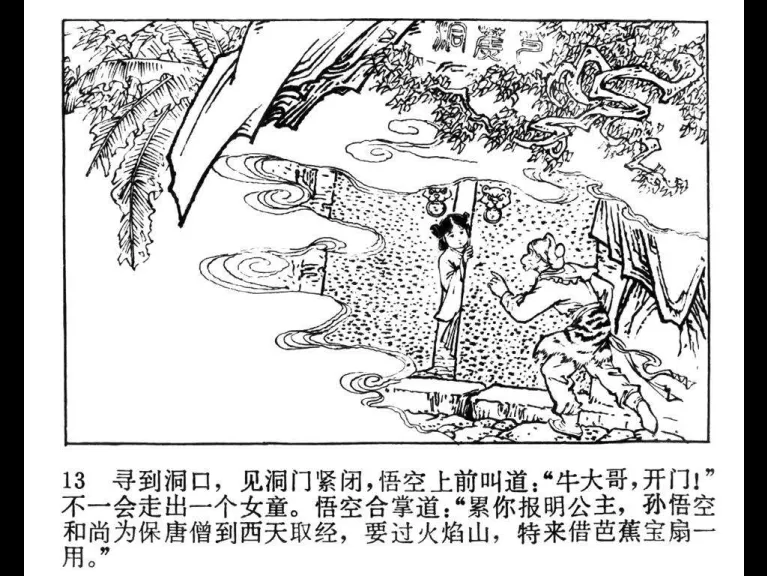 洞蕉芭
13 寻到洞口，见洞门紧闭，悟空上前叫道：“牛大哥，开门！”
不一会走出一个女童。悟空合掌道：“累你报明公主，孙悟空
和尚为保唐僧到西天取经，要过火焰山，特来借芭蕉宝扇一
用。”